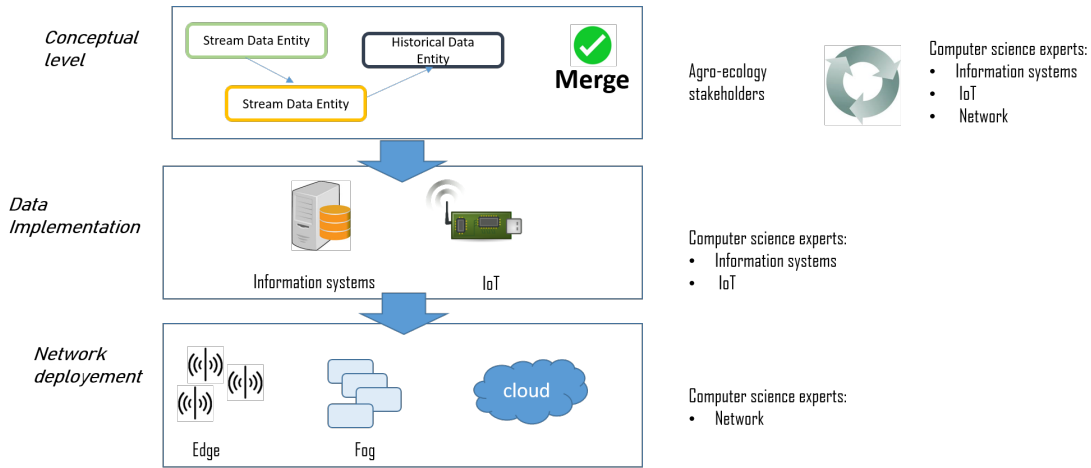 Conceptual
level
Stream Data Entity
Historical Data
Entity
Stream Data Entity
Merge
Agro-ecology
stakeholders
Computer science experts:
• Information systems
• IoT
• Network
Data
Implementation
Information systems
IoT
Computer science experts:
• Information systems
• IoT
Network
deployement
Edge
Fog
cloud
Computer science experts:
• Network